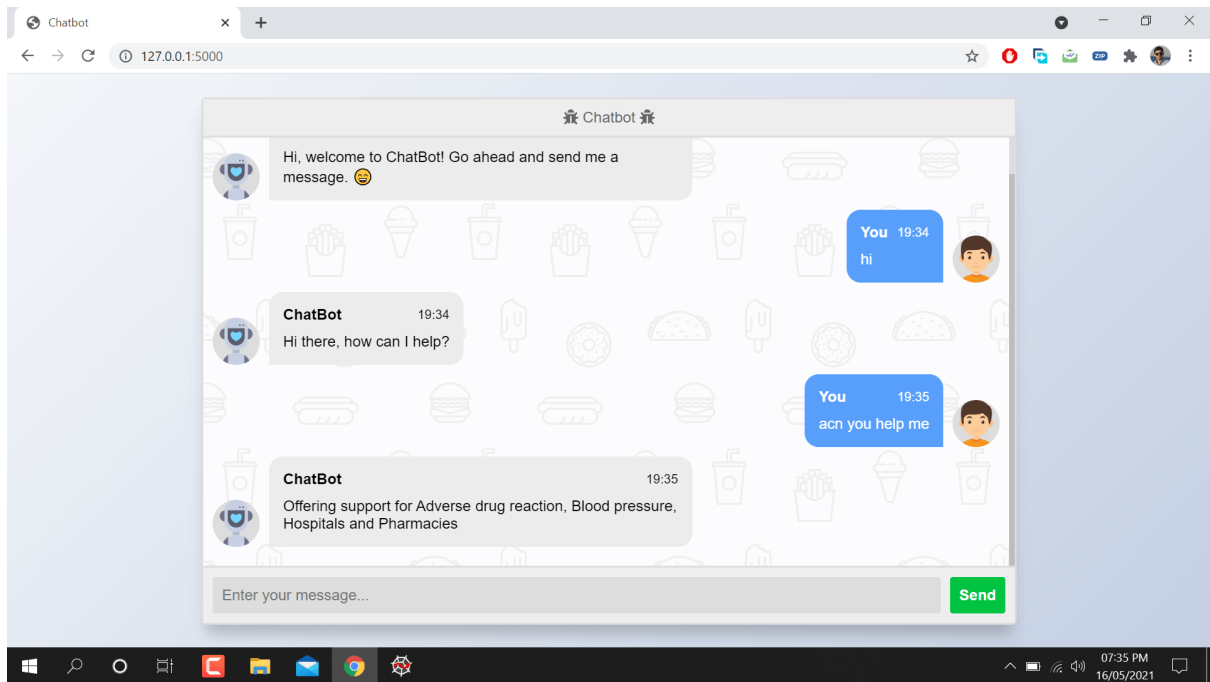 Chatbot
127.0.0.1:5000
ZIP
Chatbot
Hi, welcome to ChatBot! Go ahead and send me a
message. 😄
You 19:34
hi
ChatBot 19:34
Hi there, how can I help?
You 19:35
acn you help me
ChatBot 19:35
Offering support for Adverse drug reaction, Blood pressure,
Hospitals and Pharmacies
Enter your message...
Send
07:35 PM
16/05/2021